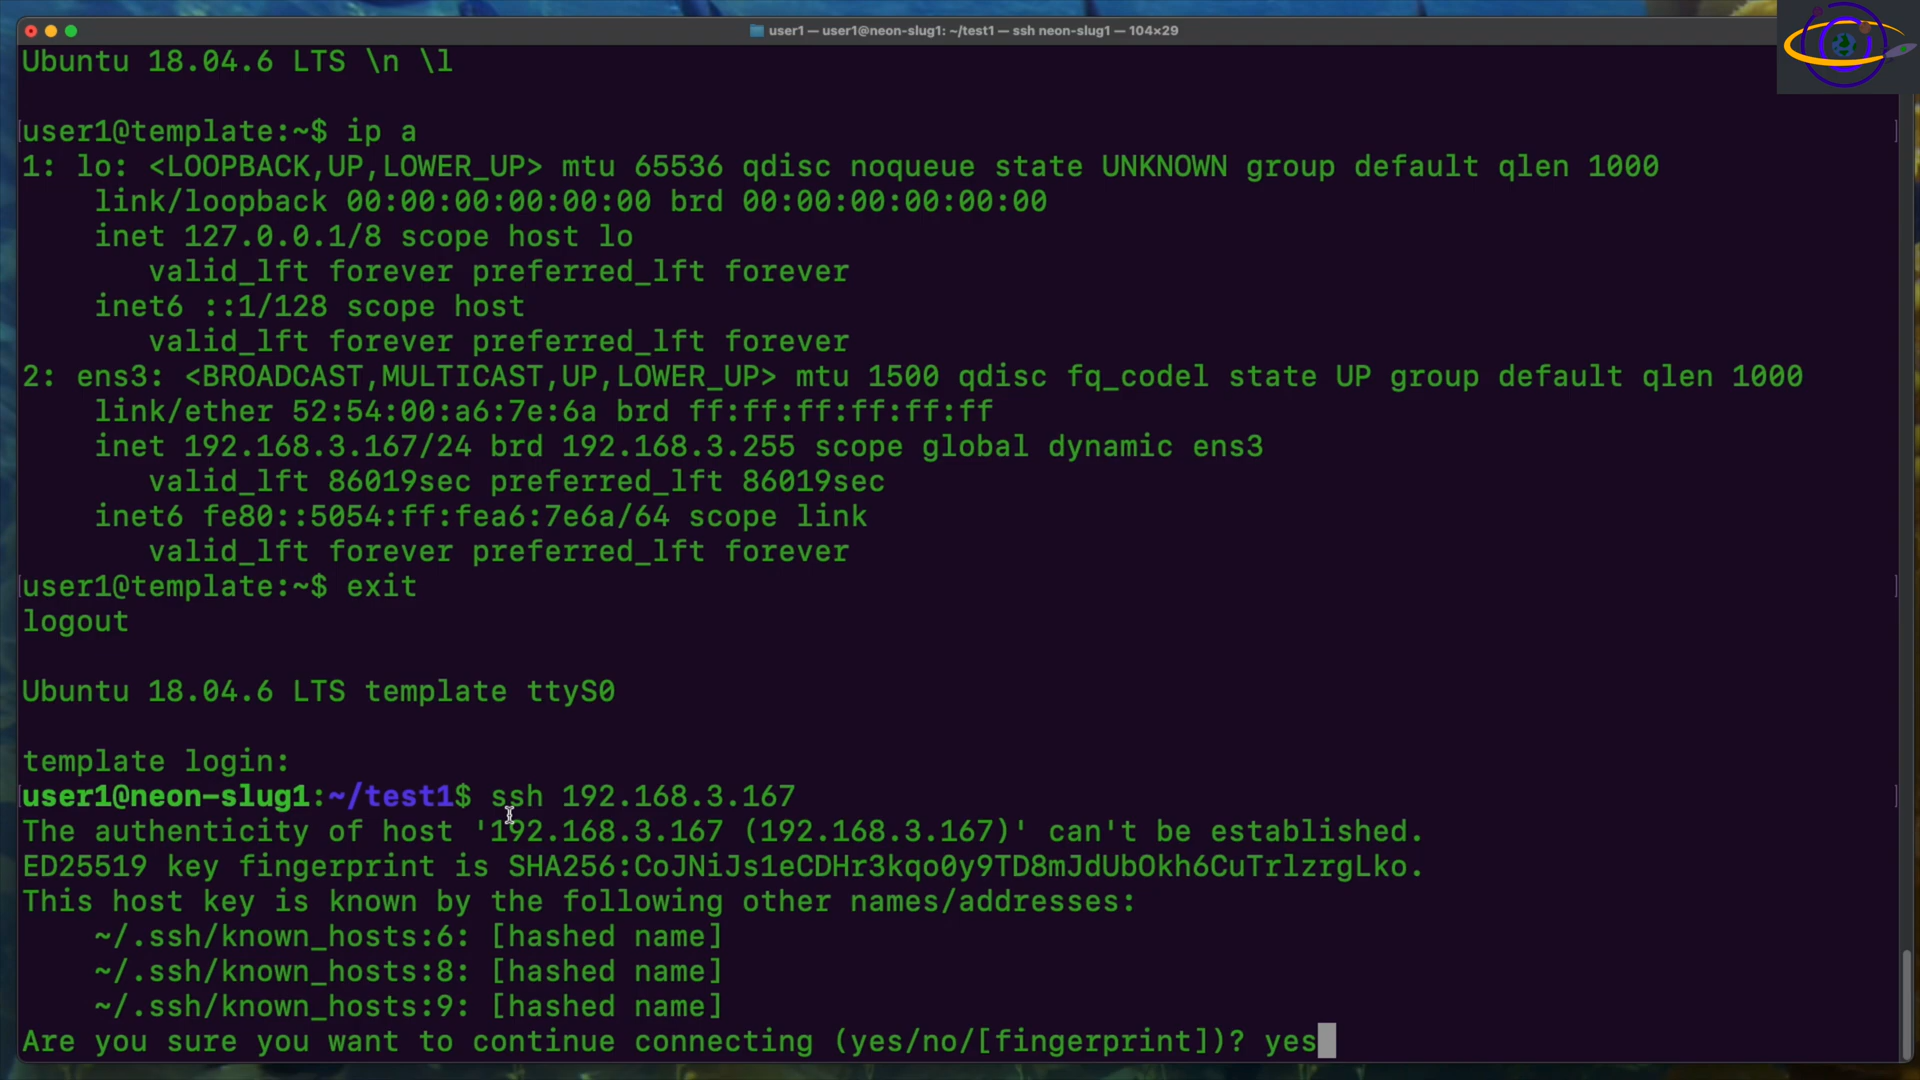 user1 — user1@neon-slug1: ~/test1 — ssh neon-slug1 — 104×29
Ubuntu 18.04.6 LTS \n \l
user1@template:~$ ip a
1: lo: <LOOPBACK,UP,LOWER_UP> mtu 65536 qdisc noqueue state UNKNOWN group default qlen 1000
link/loopback 00:00:00:00:00:00 brd 00:00:00:00:00:00
inet 127.0.0.1/8 scope host lo
valid_lft forever preferred_lft forever
inet6 ::1/128 scope host
valid_lft forever preferred_lft forever
2: ens3: <BROADCAST,MULTICAST,UP,LOWER_UP> mtu 1500 qdisc fq_codel state UP group default qlen 1000
link/ether 52:54:00:a6:7e:6a brd ff:ff:ff:ff:ff:ff
inet 192.168.3.167/24 brd 192.168.3.255 scope global dynamic ens3
valid_lft 86019sec preferred_lft 86019sec
inet6 fe80::5054:ff:fea6:7e6a/64 scope link
valid_lft forever preferred_lft forever
user1@template:~$ exit
logout
Ubuntu 18.04.6 LTS template ttyS0
template login:
user1@neon-slug1:~/test1$ ssh 192.168.3.167
The authenticity of host '192.168.3.167 (192.168.3.167)' can't be established.
ED25519 key fingerprint is SHA256:CoJNiJs1eCDHr3kqo0y9TD8mJdUbOkh6CuTrlzrgLko.
This host key is known by the following other names/addresses:
~/.ssh/known_hosts:6: [hashed name]
~/.ssh/known_hosts:8: [hashed name]
~/.ssh/known_hosts:9: [hashed name]
Are you sure you want to continue connecting (yes/no/[fingerprint])? yes